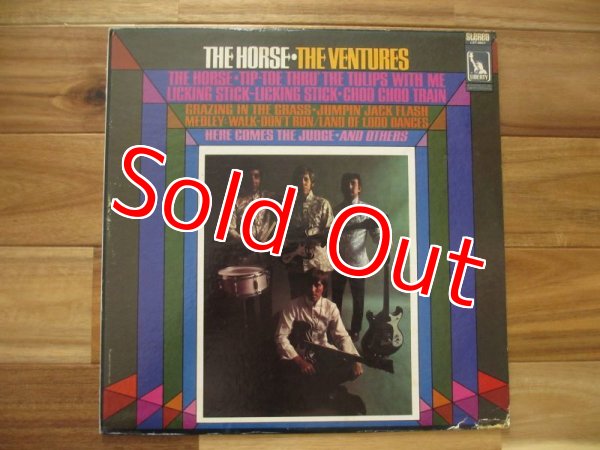 STEREO
THE HORSE • THE VENTURES
LIBERTY
THE HORSE • TIP-TOE THRU' THE TULIPS WITH ME
LICKING STICK-LICKING STICK • CHOO CHOO TRAIN
GRAZING IN THE GRASS • JUMPIN' JACK FLASH
MEDLEY-WALK-DON'T RUN/LAND OF 1,000 DANCES
HERE COMES THE JUDGE • AND OTHERS
Sold Out